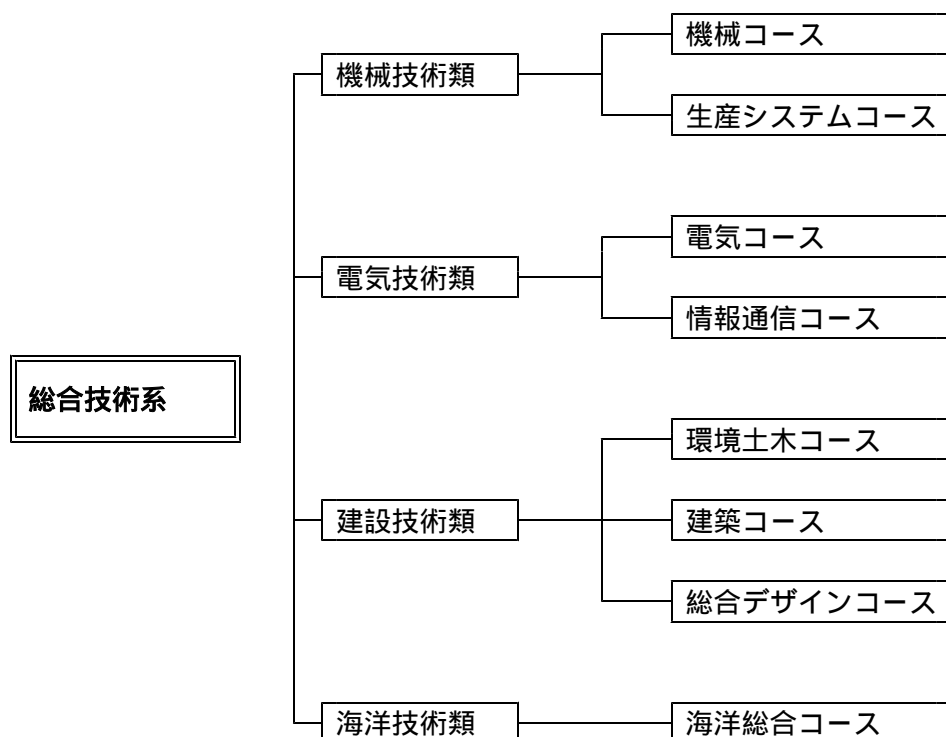 総合技術系
機械技術類
機械コース
生産システムコース
電気技術類
電気コース
情報通信コース
建設技術類
環境土木コース
建築コース
総合デザインコース
海洋技術類
海洋総合コース